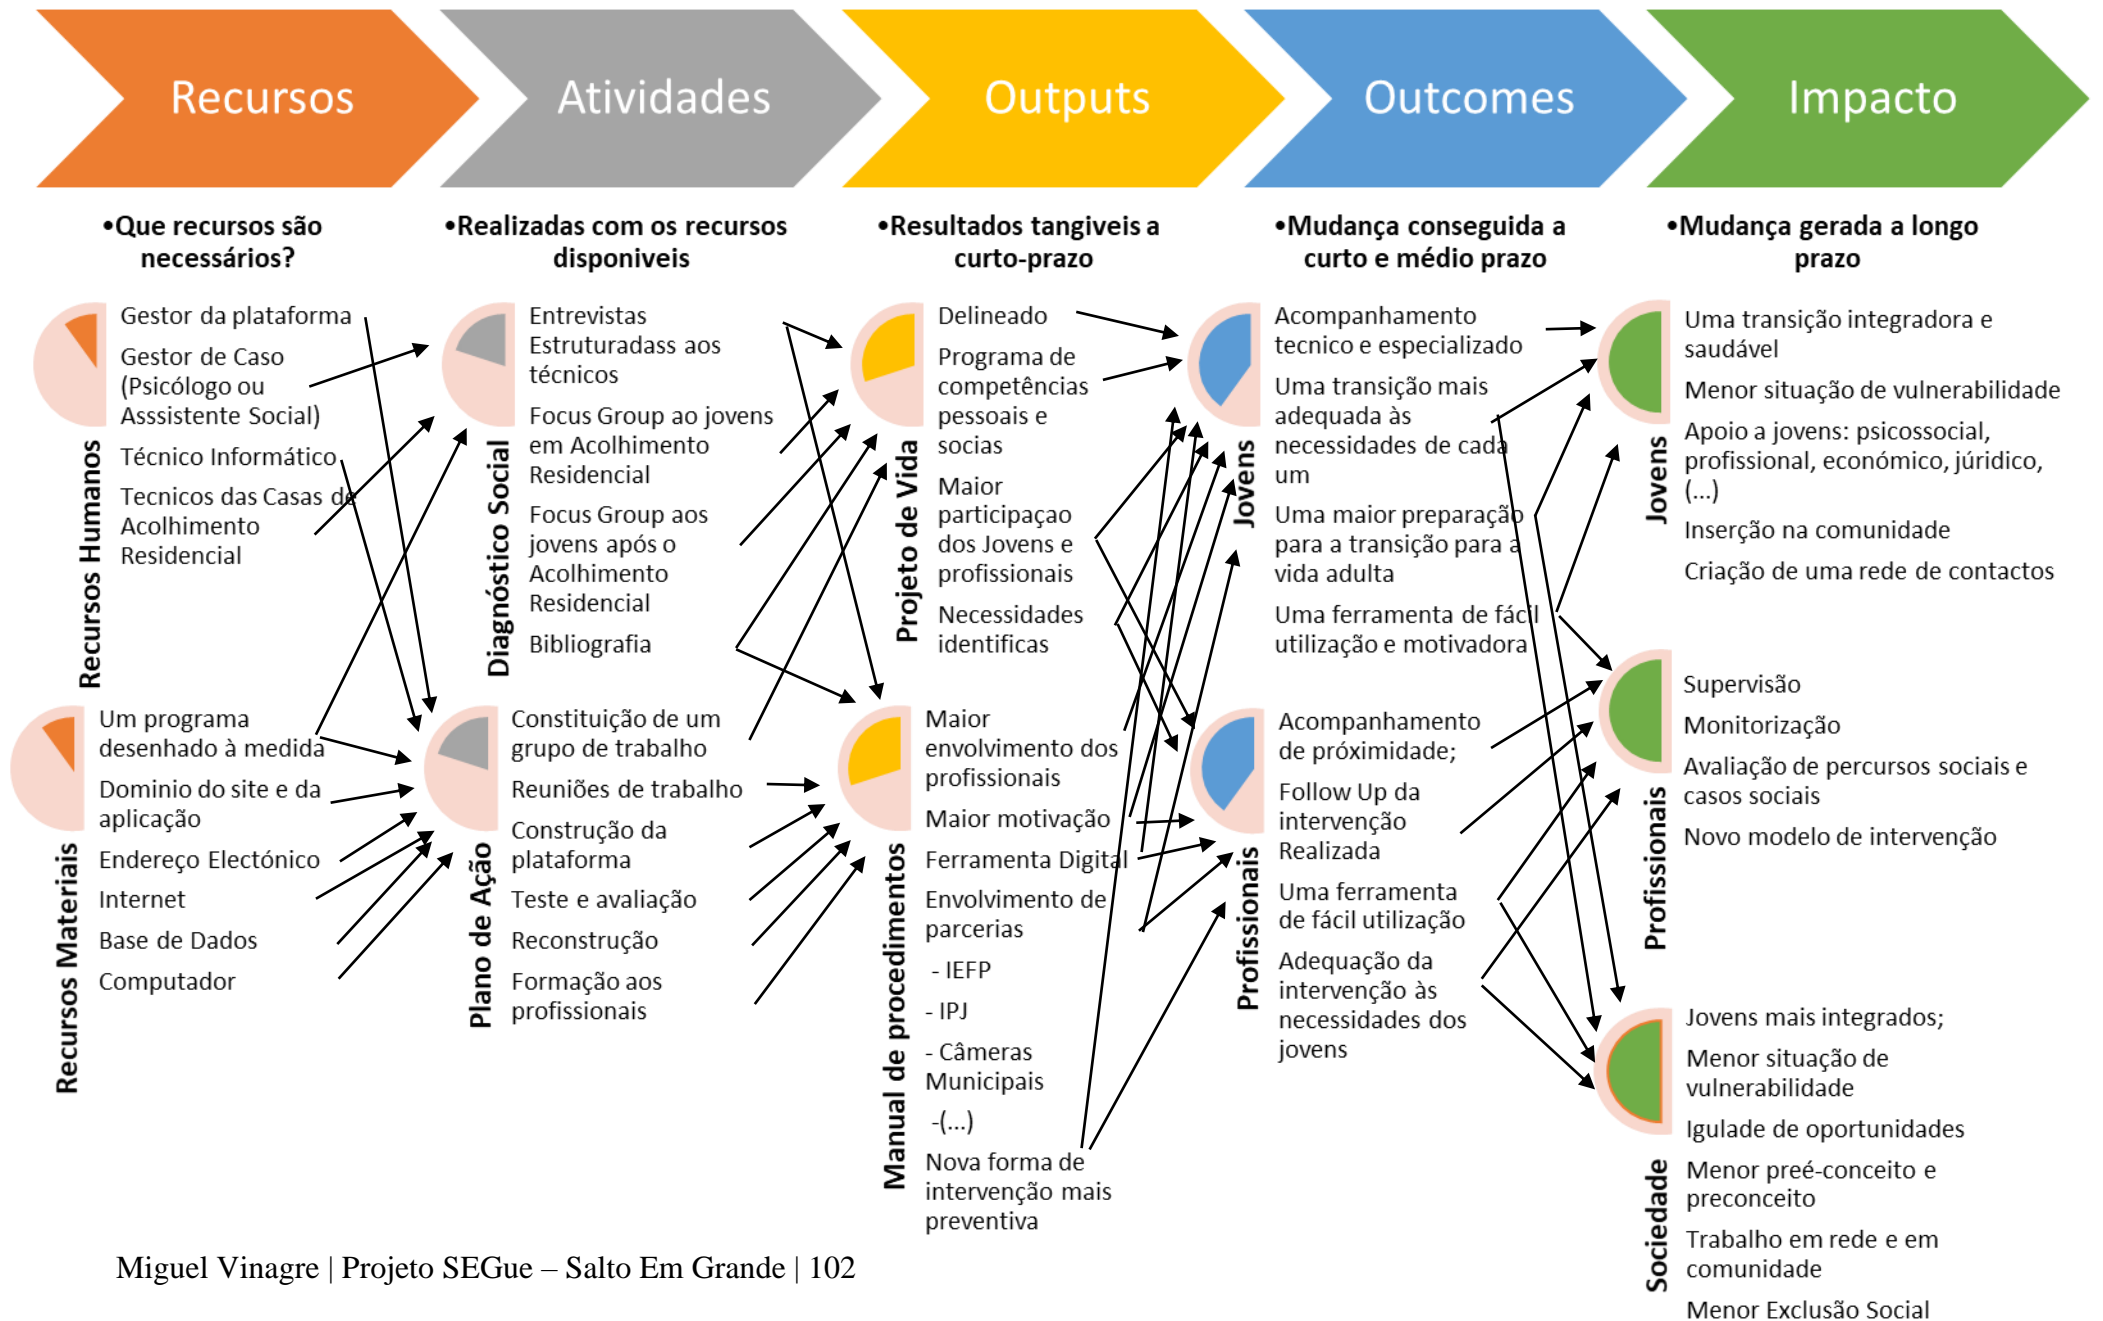 Recursos
Atividades
Outputs
Outcomes
Impacto
•Que recursos são
necessários?
Recursos Humanos
Gestor da plataforma
Gestor de Caso
(Psicólogo ou
Asssistente Social)
Técnico Informático
Tecnicos das Casas de
Acolhimento
Residencial
Recursos Materiais
Um programa
desenhado à medida
Dominio do site e da
aplicação
Endereço Electónico
Internet
Base de Dados
Computador
•Realizadas com os recursos
disponiveis
Diagnóstico Social
Entrevistas
Estruturadass aos
técnicos
Focus Group ao jovens
em Acolhimento
Residencial
Focus Group aos
jovens após o
Acolhimento
Residencial
Bibliografia
Plano de Ação
Constituição de um
grupo de trabalho
Reuniões de trabalho
Construção da
plataforma
Teste e avaliação
Reconstrução
Formação aos
profissionais
•Resultados tangiveis a
curto-prazo
Projeto de Vida
Delineado
Programa de
competências
pessoais e
socias
Maior
participaçao
dos Jovens e
profissionais
Necessidades
identificas
Manual de procedimentos
Maior
envolvimento dos
profissionais
Maior motivação
Ferramenta Digital
Envolvimento de
parcerias
- IEFP
- IPJ
- Câmeras
Municipais
-(...)
Nova forma de
intervenção mais
preventiva
•Mudança conseguida a
curto e médio prazo
Jovens
Acompanhamento
tecnico e especializado
Uma transição mais
adequada às
necessidades de cada
um
Uma maior preparação
para a transição para a
vida adulta
Uma ferramenta de fácil
utilização e motivadora
Profissionais
Acompanhamento
de próximidade;
Follow Up da
intervenção
Realizada
Uma ferramenta
de fácil utilização
Adequação da
intervenção às
necessidades dos
jovens
•Mudança gerada a longo
prazo
Jovens
Uma transição integradora e
saudável
Menor situação de vulnerabilidade
Apoio a jovens: psicossocial,
profissional, económico, júridico,
(...)
Inserção na comunidade
Criação de uma rede de contactos
Profissionais
Supervisão
Monitorização
Avaliação de percursos sociais e
casos sociais
Novo modelo de intervenção
Sociedade
Jovens mais integrados;
Menor situação de
vulnerabilidade
Igulade de oportunidades
Menor preé-conceito e
preconceito
Trabalho em rede e em
comunidade
Menor Exclusão Social
Miguel Vinagre | Projeto SEGue – Salto Em Grande | 102